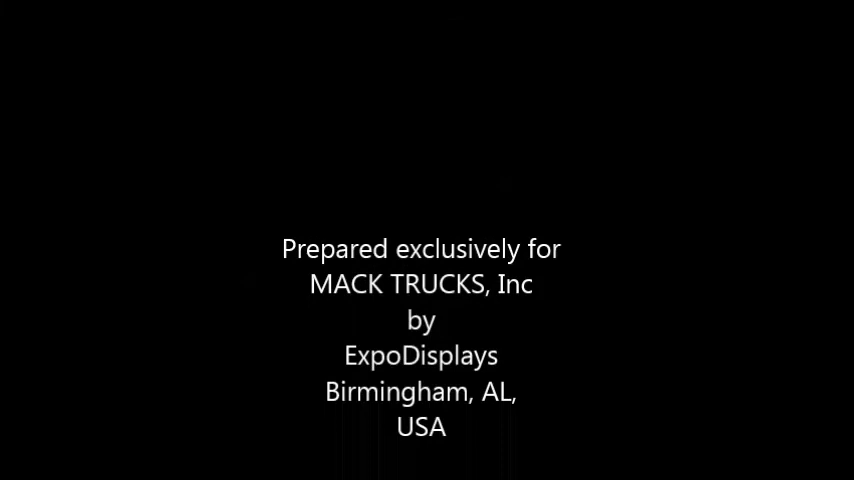 Prepared exclusively for
MACK TRUCKS, Inc
by
ExpoDisplays
Birmingham, AL,
USA